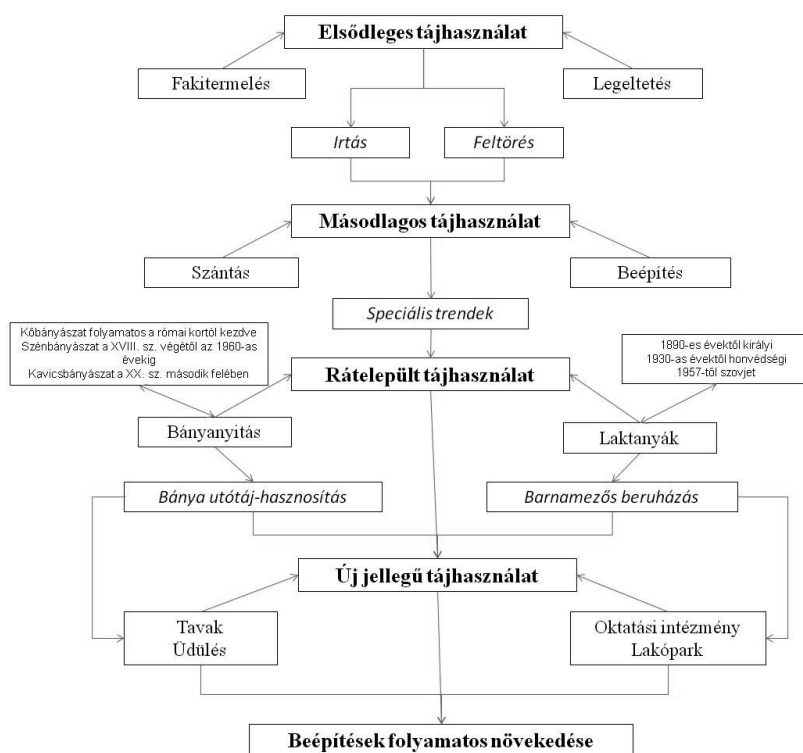 Elsődleges tájhasználat
Fakitermelés
Legeltetés
Irtás
Feltörés
Másodlagos tájhasználat
Szántás
Beépítés
Speciális trendek
Kőbányászat folyamatos a római kortól kezdve
Szénbányászat a XVIII. sz. végétől az 1960-as
évekig
Kavicsbányászat a XX. sz. második felében
1890-es évektől királyi
1930-as évektől honvédségi
1957-től szovjet
Rátelepült tájhasználat
Bányanyitás
Laktanyák
Bánya utótáj-hasznosítás
Barnamezős beruházás
Új jellegű tájhasználat
Tavak
Üdülés
Oktatási intézmény
Lakópark
Beépítések folyamatos növekedése